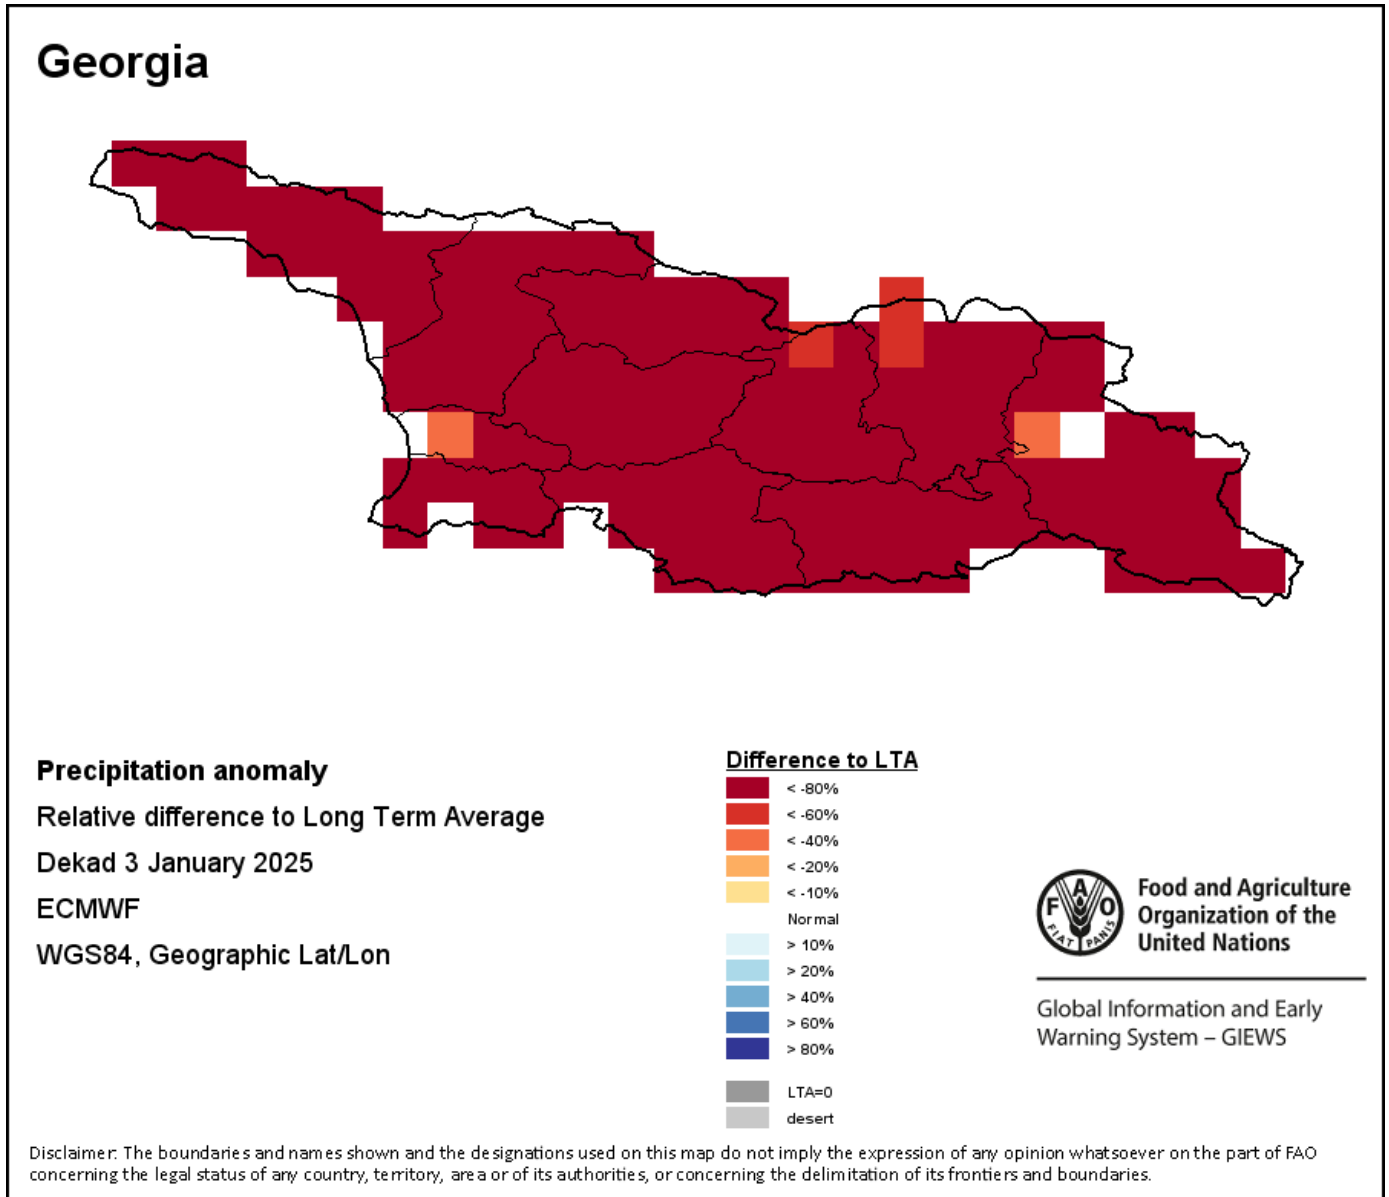 Georgia
Precipitation anomaly
Relative difference to Long Term Average
Dekad 3 January 2025
ECMWF
WGS84, Geographic Lat/Lon
Difference to LTA
< -80%
< -60%
< -40%
< -20%
< -10%
Normal
> 10%
> 20%
> 40%
> 60%
> 80%
LTA=0
desert
F A O
FIAT PANIS
Food and Agriculture
Organization of the
United Nations
Global Information and Early
Warning System – GIEWS
Disclaimer: The boundaries and names shown and the designations used on this map do not imply the expression of any opinion whatsoever on the part of FAO
concerning the legal status of any country, territory, area or of its authorities, or concerning the delimitation of its frontiers and boundaries.